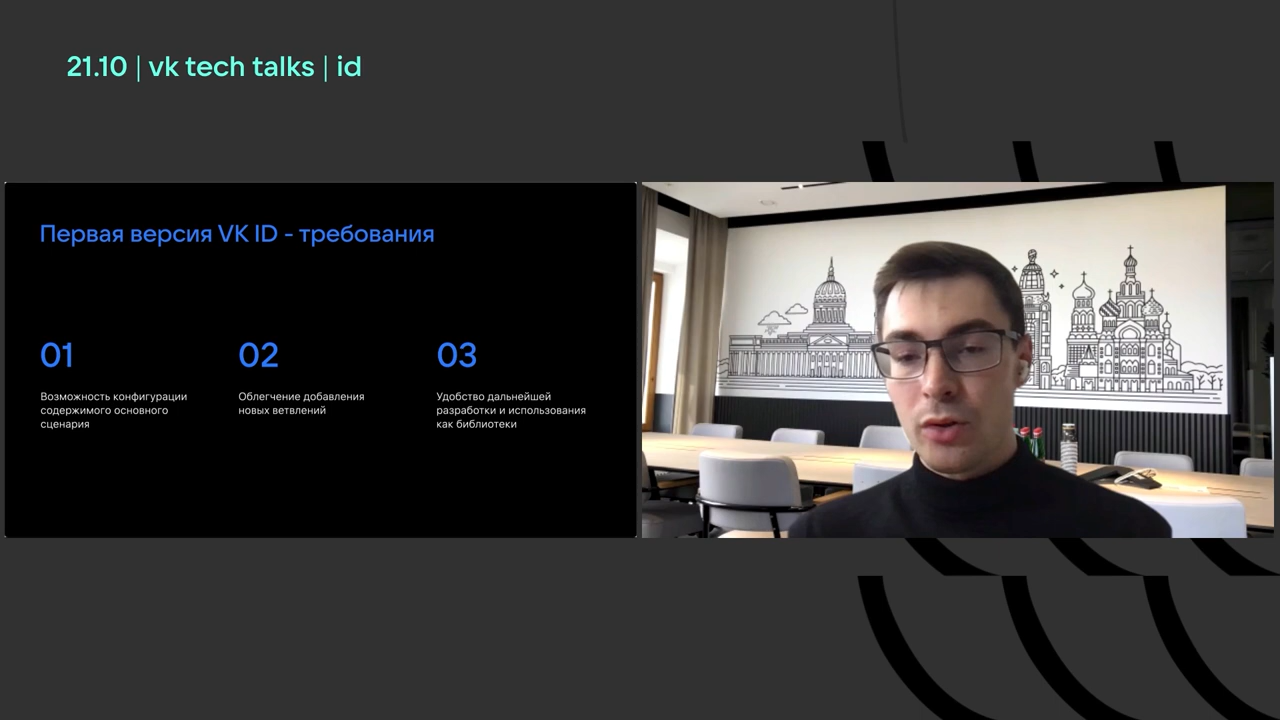 21.10 | vk tech talks | id
Первая версия VK ID - требования
01
Возможность конфигурации
содержимого основного
сценария
02
Облегчение добавления
новых ветвлений
03
Удобство дальнейшей
разработки и использования
как библиотеки